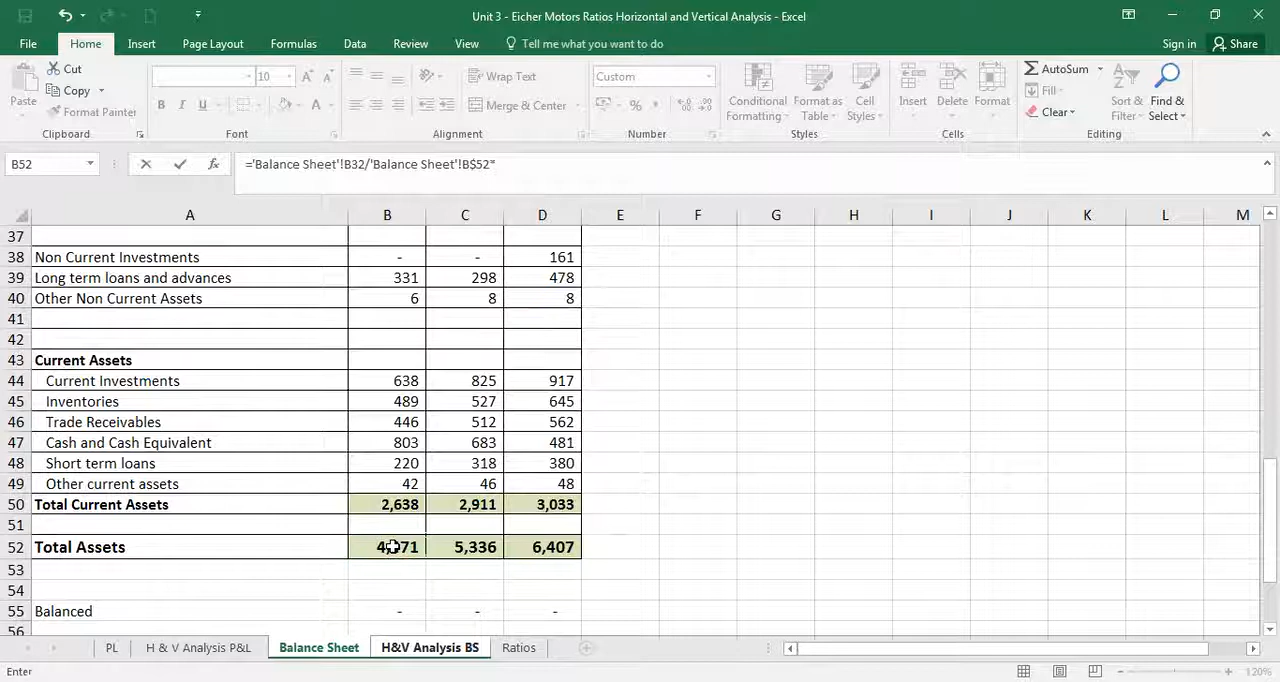 Unit 3 - Eicher Motors Ratios Horizontal and Vertical Analysis - Excel
File Home Insert Page Layout Formulas Data Review View Tell me what you want to do Sign in Share
Paste Cut Copy Format Painter Clipboard
10 A A B I U A Font
Wrap Text Merge & Center Alignment
Custom % Number
Conditional Formatting Format as Table Cell Styles Styles
Insert Delete Format Cells
AutoSum Fill Clear Sort & Filter Find & Select Editing
B52 fx ='Balance Sheet'!B32/'Balance Sheet'!B$52*
A B C D E F G H I J K L M
37
38 Non Current Investments - - 161
39 Long term loans and advances 331 298 478
40 Other Non Current Assets 6 8 8
41
42
43 Current Assets
44 Current Investments 638 825 917
45 Inventories 489 527 645
46 Trade Receivables 446 512 562
47 Cash and Cash Equivalent 803 683 481
48 Short term loans 220 318 380
49 Other current assets 42 46 48
50 Total Current Assets 2,638 2,911 3,033
51
52 Total Assets 5,336 6,407
53
54
55 Balanced - - -
56
PL H & V Analysis P&L Balance Sheet H&V Analysis BS Ratios
Enter 120%